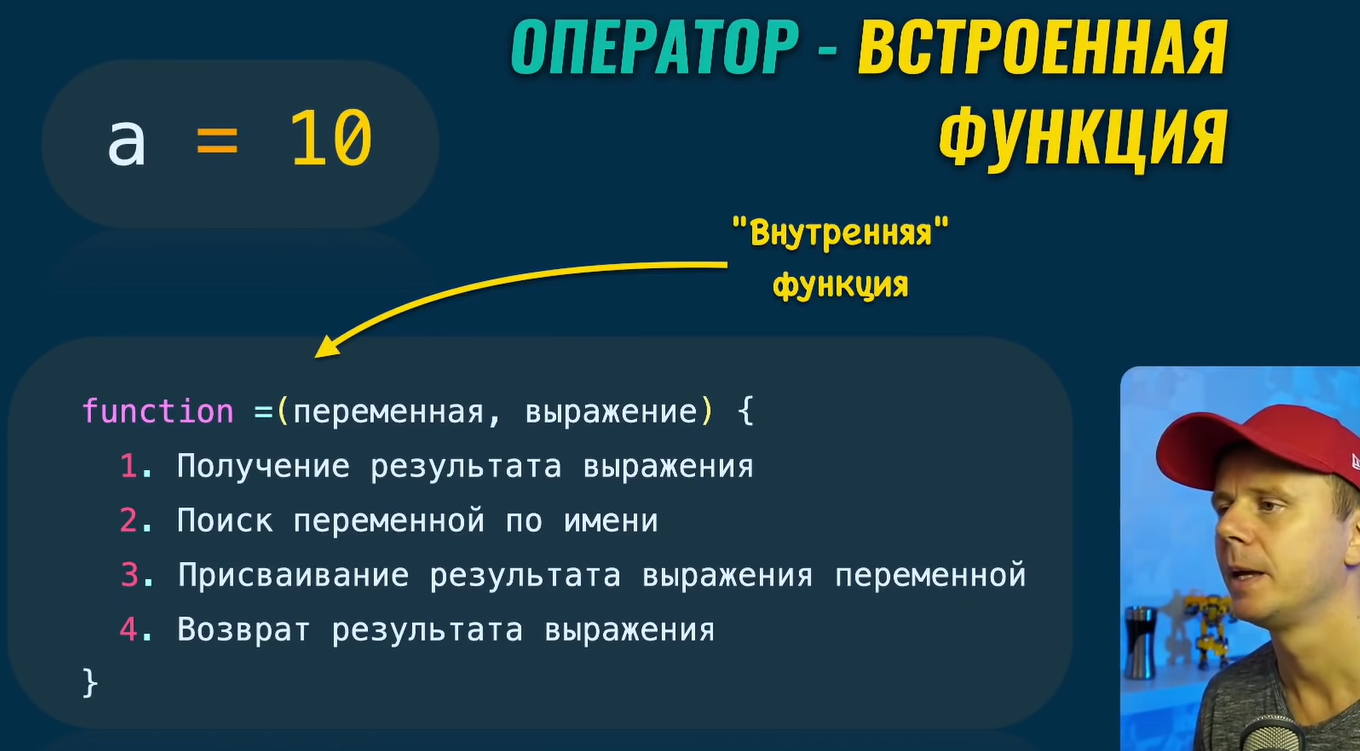 ОПЕРАТОР - ВСТРОЕННАЯ
ФУНКЦИЯ
a = 10
"Внутренняя"
функция
function =(переменная, выражение) {
1. Получение результата выражения
2. Поиск переменной по имени
3. Присваивание результата выражения переменной
4. Возврат результата выражения
}